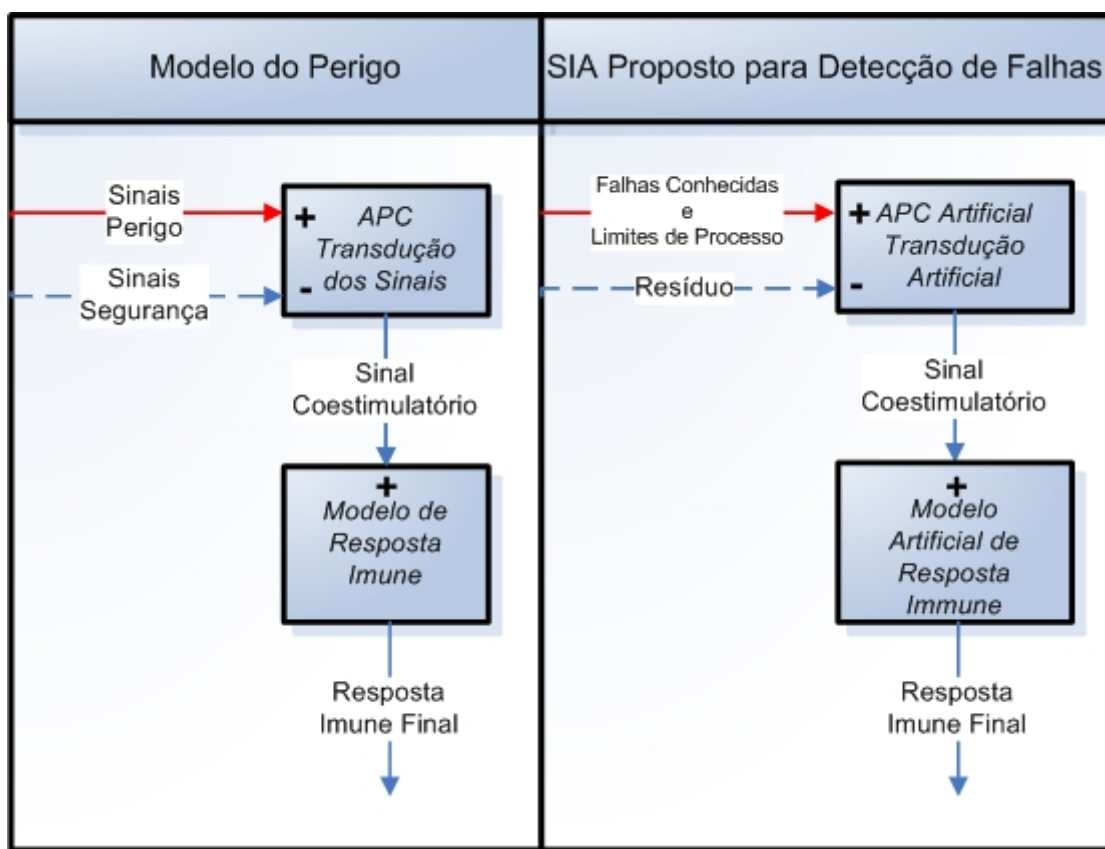 Modelo do Perigo
SIA Proposto para Detecção de Falhas
Sinais
Perigo
Sinais
Segurança
+ APC
Transdução
dos Sinais
-
Sinal
Coestimulatório
+
Modelo de
Resposta
Imune
Resposta
Imune Final
Falhas Conhecidas
e
Limites de Processo
Resíduo
+ APC Artificial
Transdução
Artificial
-
Sinal
Coestimulatório
+
Modelo
Artificial de
Resposta
Immune
Resposta
Imune Final